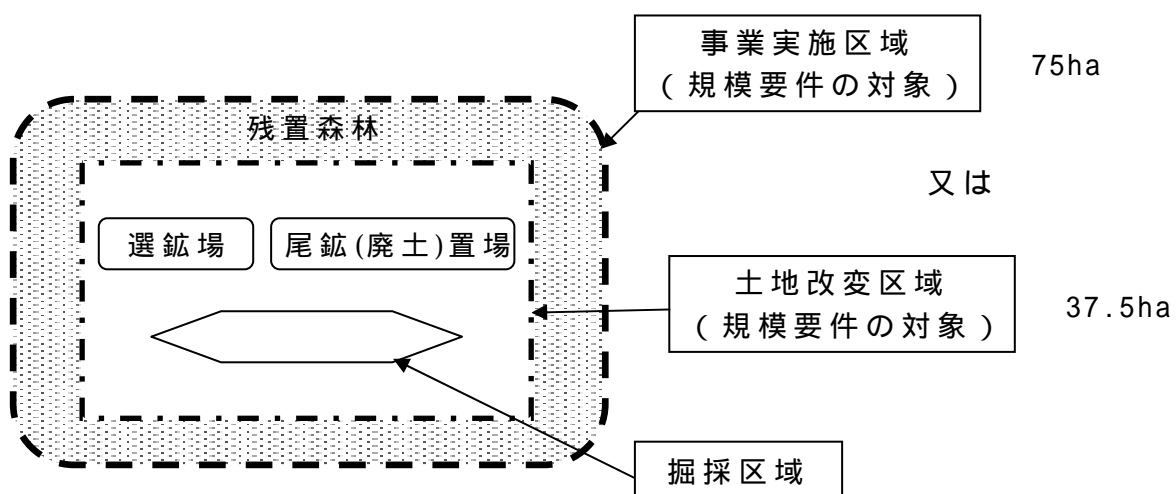 事業実施区域
(規模要件の対象)
75ha
残置森林
又は
選鉱場
尾鉱(廃土)置場
土地改変区域
(規模要件の対象)
37.5ha
掘採区域